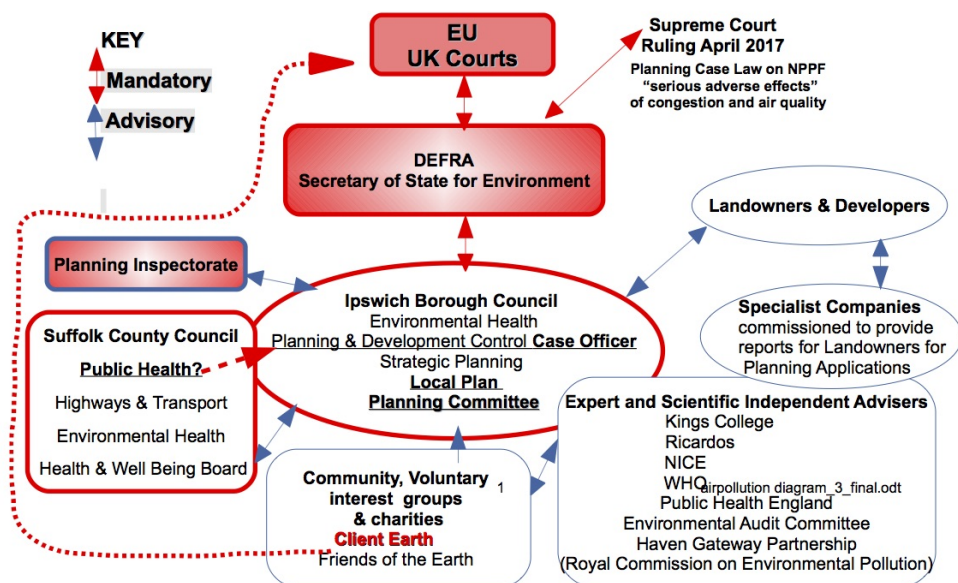 KEY
Mandatory
Advisory
EU
UK Courts
Supreme Court
Ruling April 2017
Planning Case Law on NPPF
“serious adverse effects”
of congestion and air quality
DEFRA
Secretary of State for Environment
Landowners & Developers
Planning Inspectorate
Specialist Companies
commissioned to provide
reports for Landowners for
Planning Applications
Ipswich Borough Council
Environmental Health
Planning & Development Control Case Officer
Strategic Planning
Local Plan
Planning Committee
Suffolk County Council
Public Health?
Highways & Transport
Environmental Health
Health & Well Being Board
Community, Voluntary
interest groups
& charities
Client Earth
Friends of the Earth
1
Expert and Scientific Independent Advisers
Kings College
Ricardos
NICE
WHO
airpollution diagram_3_final.odt
Public Health England
Environmental Audit Committee
Haven Gateway Partnership
(Royal Commission on Environmental Pollution)